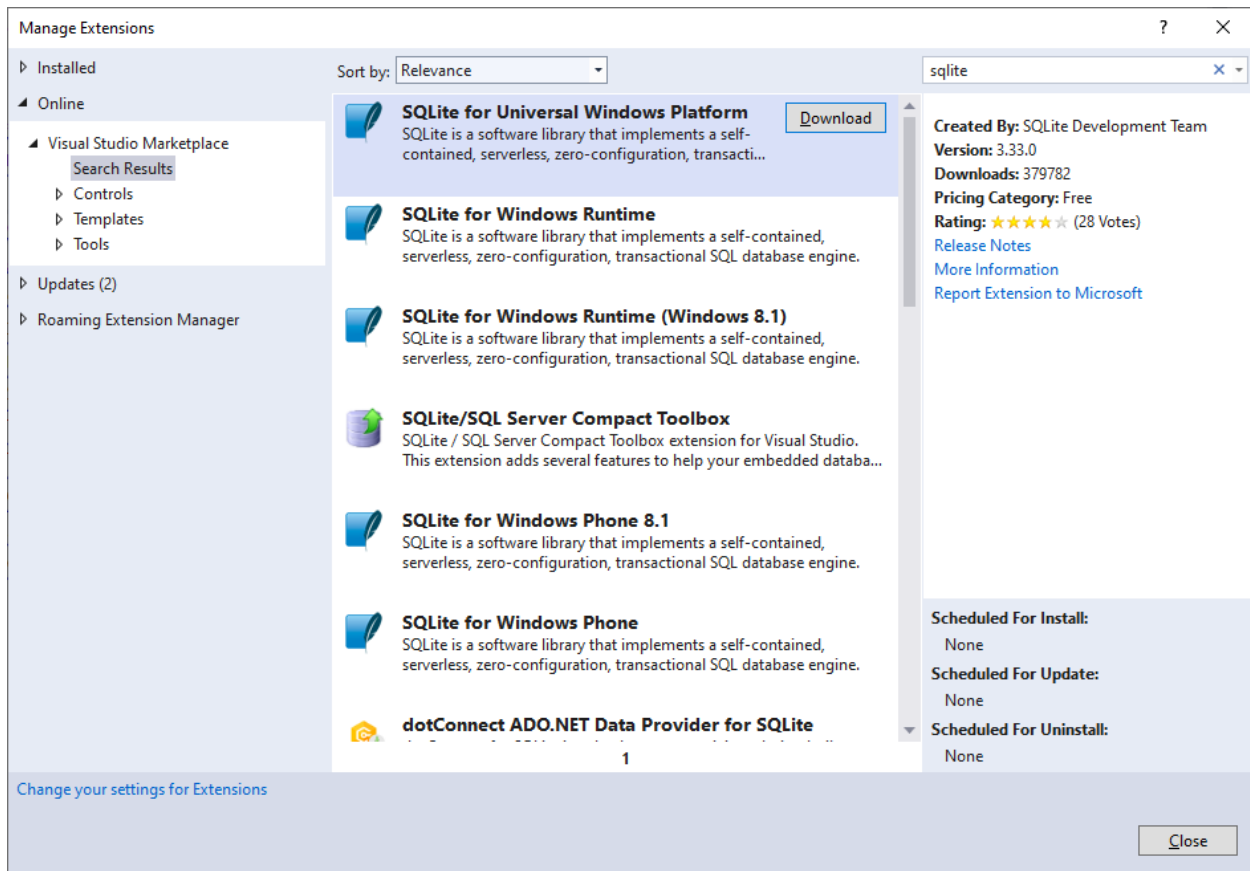 Manage Extensions
?
Installed
Online
Visual Studio Marketplace
Search Results
Controls
Templates
Tools
Updates (2)
Roaming Extension Manager
Sort by: Relevance
SQLite for Universal Windows Platform
Download
SQLite is a software library that implements a self-
contained, serverless, zero-configuration, transacti...
SQLite for Windows Runtime
SQLite is a software library that implements a self-contained,
serverless, zero-configuration, transactional SQL database engine.
SQLite for Windows Runtime (Windows 8.1)
SQLite is a software library that implements a self-contained,
serverless, zero-configuration, transactional SQL database engine.
SQLite/SQL Server Compact Toolbox
SQLite / SQL Server Compact Toolbox extension for Visual Studio.
This extension adds several features to help your embedded databa...
SQLite for Windows Phone 8.1
SQLite is a software library that implements a self-contained,
serverless, zero-configuration, transactional SQL database engine.
SQLite for Windows Phone
SQLite is a software library that implements a self-contained,
serverless, zero-configuration, transactional SQL database engine.
dotConnect ADO.NET Data Provider for SQLite
1
sqlite
Created By: SQLite Development Team
Version: 3.33.0
Downloads: 379782
Pricing Category: Free
Rating: ★★★★★ (28 Votes)
Release Notes
More Information
Report Extension to Microsoft
Scheduled For Install:
None
Scheduled For Update:
None
Scheduled For Uninstall:
None
Change your settings for Extensions
Close